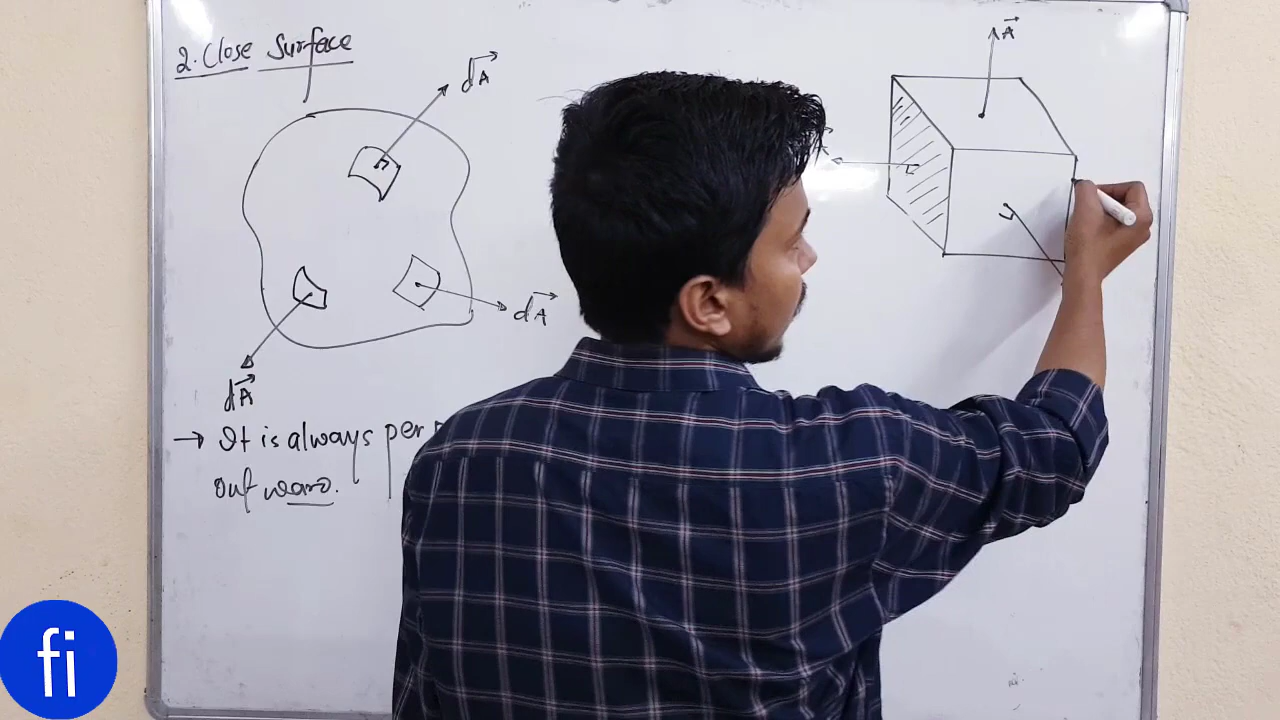 2. Close Surface
dA
dA
dA
→ It is always per
out ward.
A
fi